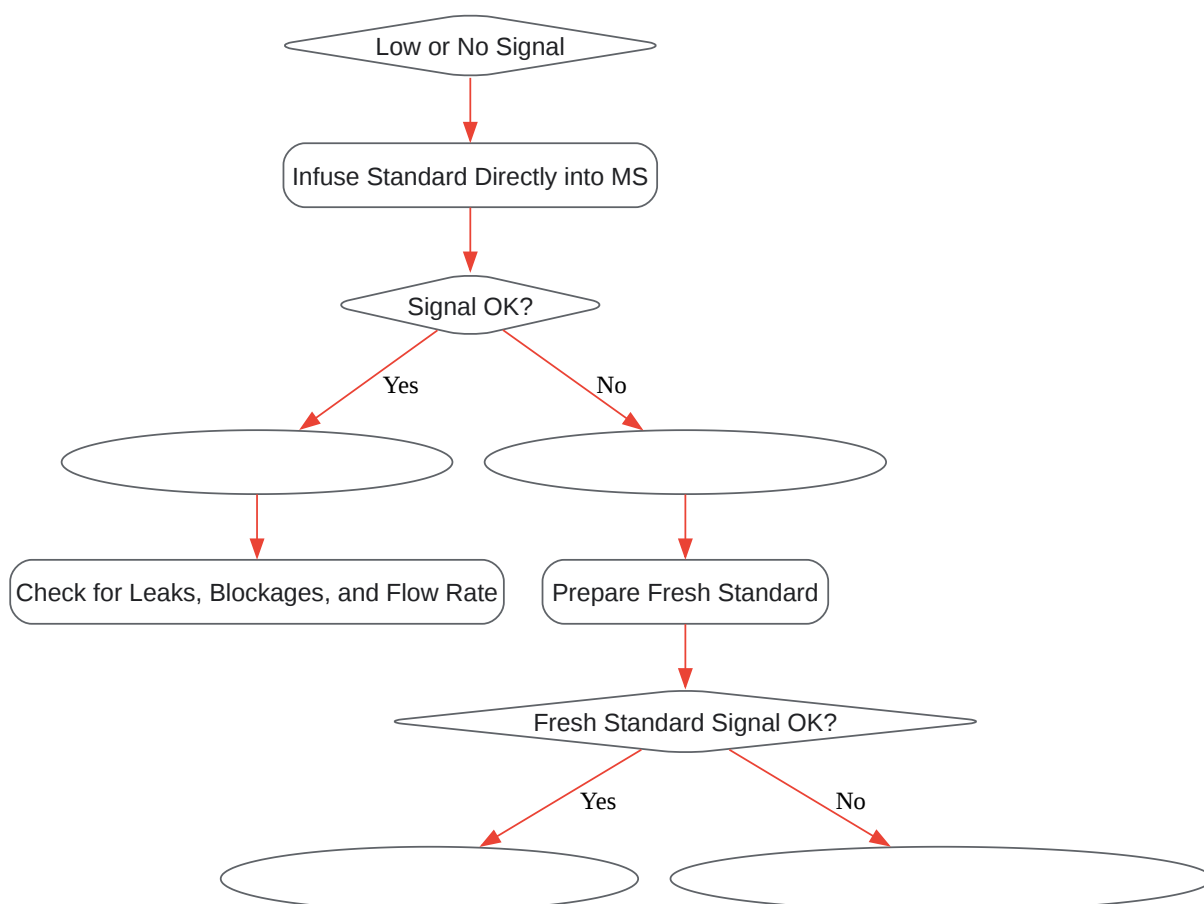 Low or No Signal
Infuse Standard Directly into MS
Signal OK?
Yes
No
Check for Leaks, Blockages, and Flow Rate
Prepare Fresh Standard
Fresh Standard Signal OK?
Yes
No